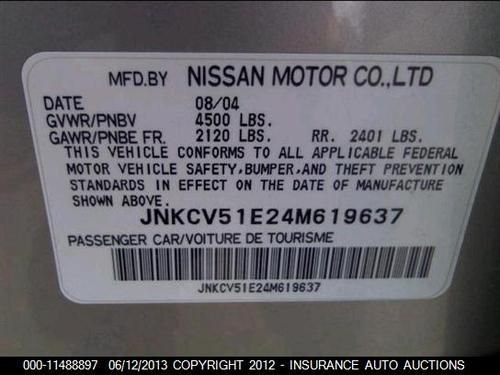 MFD.BY NISSAN MOTOR CO.,LTD
DATE 08/04
GVWR/PNBV 4500 LBS.
GAWR/PNBE FR. 2120 LBS. RR. 2401 LBS.
THIS VEHICLE CONFORMS TO ALL APPLICABLE FEDERAL
MOTOR VEHICLE SAFETY,BUMPER,AND THEFT PREVENTION
STANDARDS IN EFFECT ON THE DATE OF MANUFACTURE
SHOWN ABOVE. JNKCV51E24M619637
PASSENGER CAR/VOITURE DE TOURISME
JNKCV51E24M619637
000-11488897 06/12/2013 COPYRIGHT 2012 - INSURANCE AUTO AUCTIONS